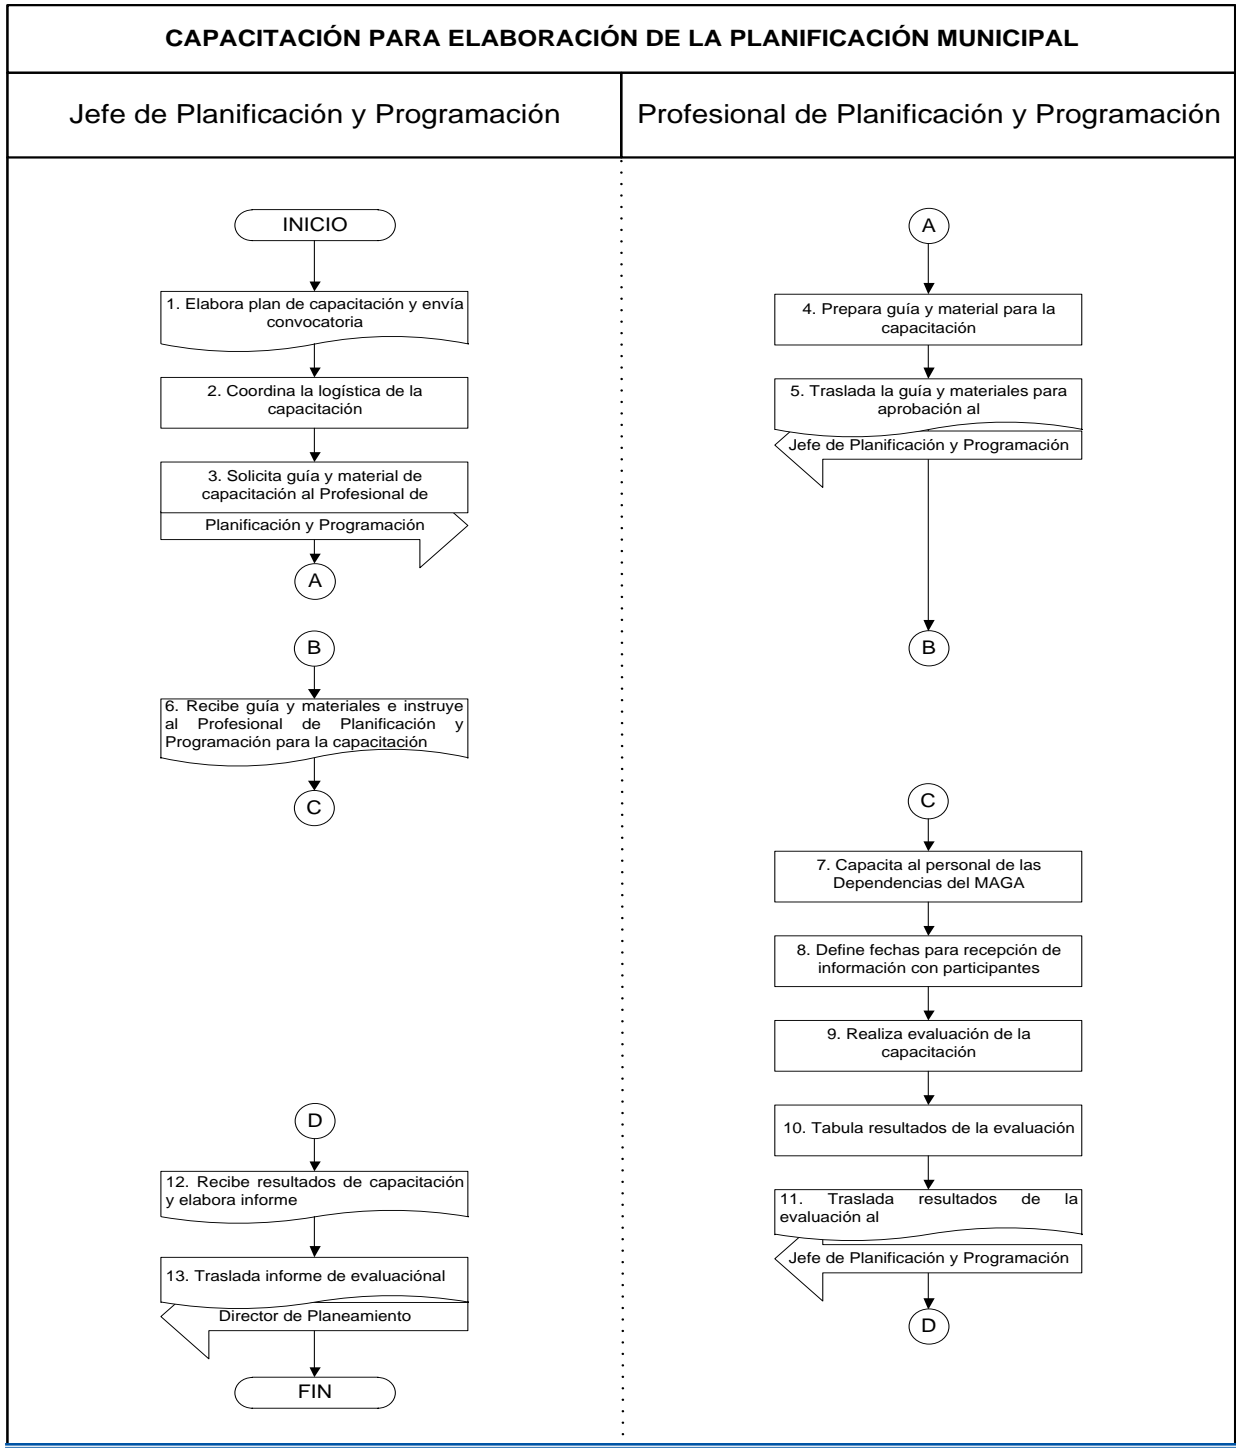 CAPACITACIÓN PARA ELABORACIÓN DE LA PLANIFICACIÓN MUNICIPAL
Jefe de Planificación y Programación
Profesional de Planificación y Programación
INICIO
1. Elabora plan de capacitación y envía
convocatoria
2. Coordina la logística de la
capacitación
3. Solicita guía y material de
capacitación al Profesional de
Planificación y Programación
A
A
4. Prepara guía y material para la
capacitación
5. Traslada la guía y materiales para
aprobación al
Jefe de Planificación y Programación
B
B
6. Recibe guía y materiales e instruye
al Profesional de Planificación y
Programación para la capacitación
C
C
7. Capacita al personal de las
Dependencias del MAGA
8. Define fechas para recepción de
información con participantes
9. Realiza evaluación de la
capacitación
10. Tabula resultados de la evaluación
11. Traslada resultados de la
evaluación al
Jefe de Planificación y Programación
D
D
12. Recibe resultados de capacitación
y elabora informe
13. Traslada informe de evaluaciónal
Director de Planeamiento
FIN